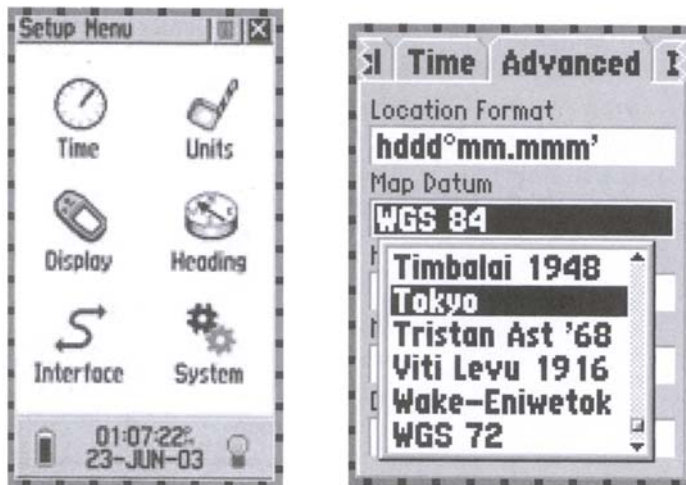 Setup Menu
Time
Units
Display
Heading
Interface
System
01:07:22
23-JUN-03
Time
Advanced
Location Format
hddd°mm.mmm'
Map Datum
WGS 84
Timbalai 1948
Tokyo
Tristan Ast '68
Viti Levu 1916
Wake-Eniwetok
WGS 72